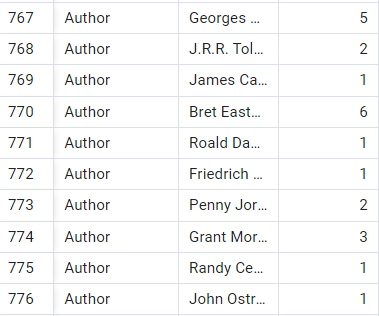 767 Author Georges ... 5
768 Author J.R.R. Tol... 2
769 Author James Ca... 1
770 Author Bret East... 6
771 Author Roald Da... 1
772 Author Friedrich ... 1
773 Author Penny Jor... 2
774 Author Grant Mor... 3
775 Author Randy Ce... 1
776 Author John Ostr... 1